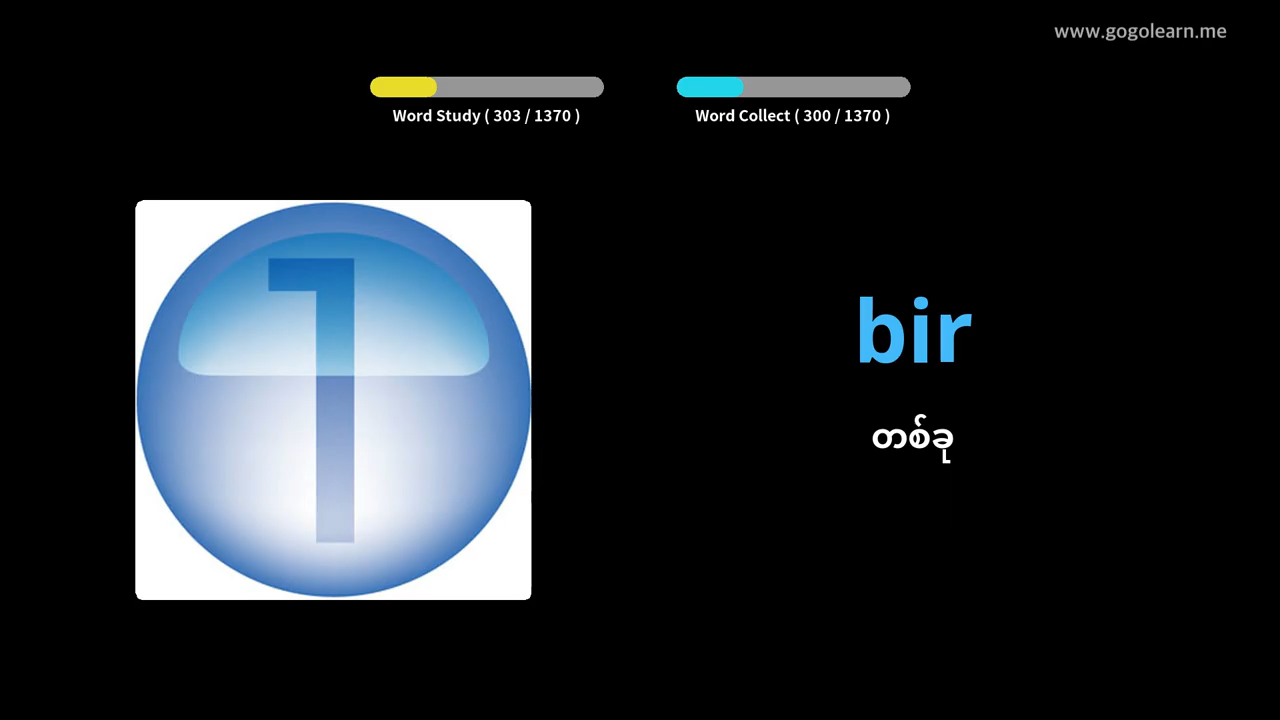 www.gogolearn.me
Word Study ( 303 / 1370 )
Word Collect ( 300 / 1370 )
1
bir
တစ်ခု